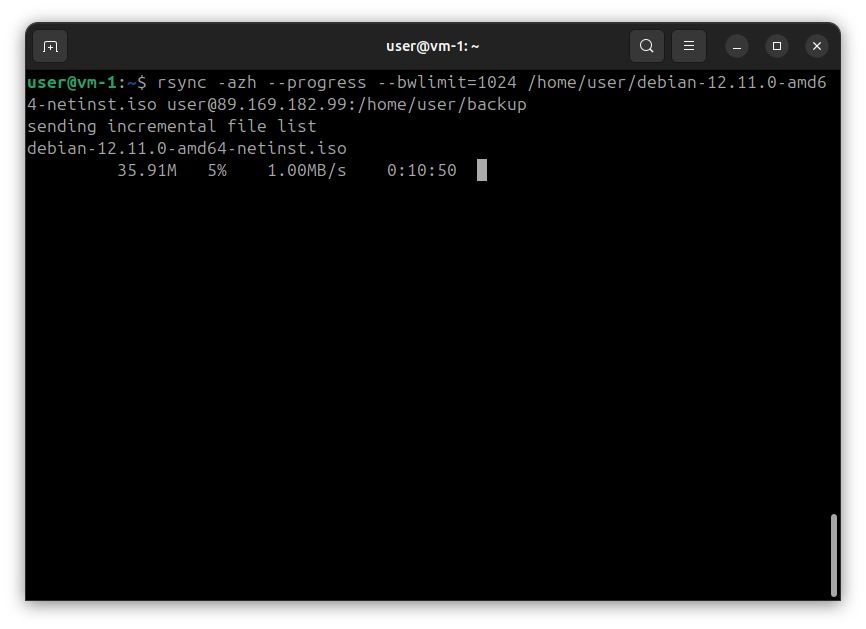 user@vm-1: ~
user@vm-1:~$ rsync -azh --progress --bwlimit=1024 /home/user/debian-12.11.0-amd6
4-netinst.iso user@89.169.182.99:/home/user/backup
sending incremental file list
debian-12.11.0-amd64-netinst.iso
35.91M 5% 1.00MB/s 0:10:50